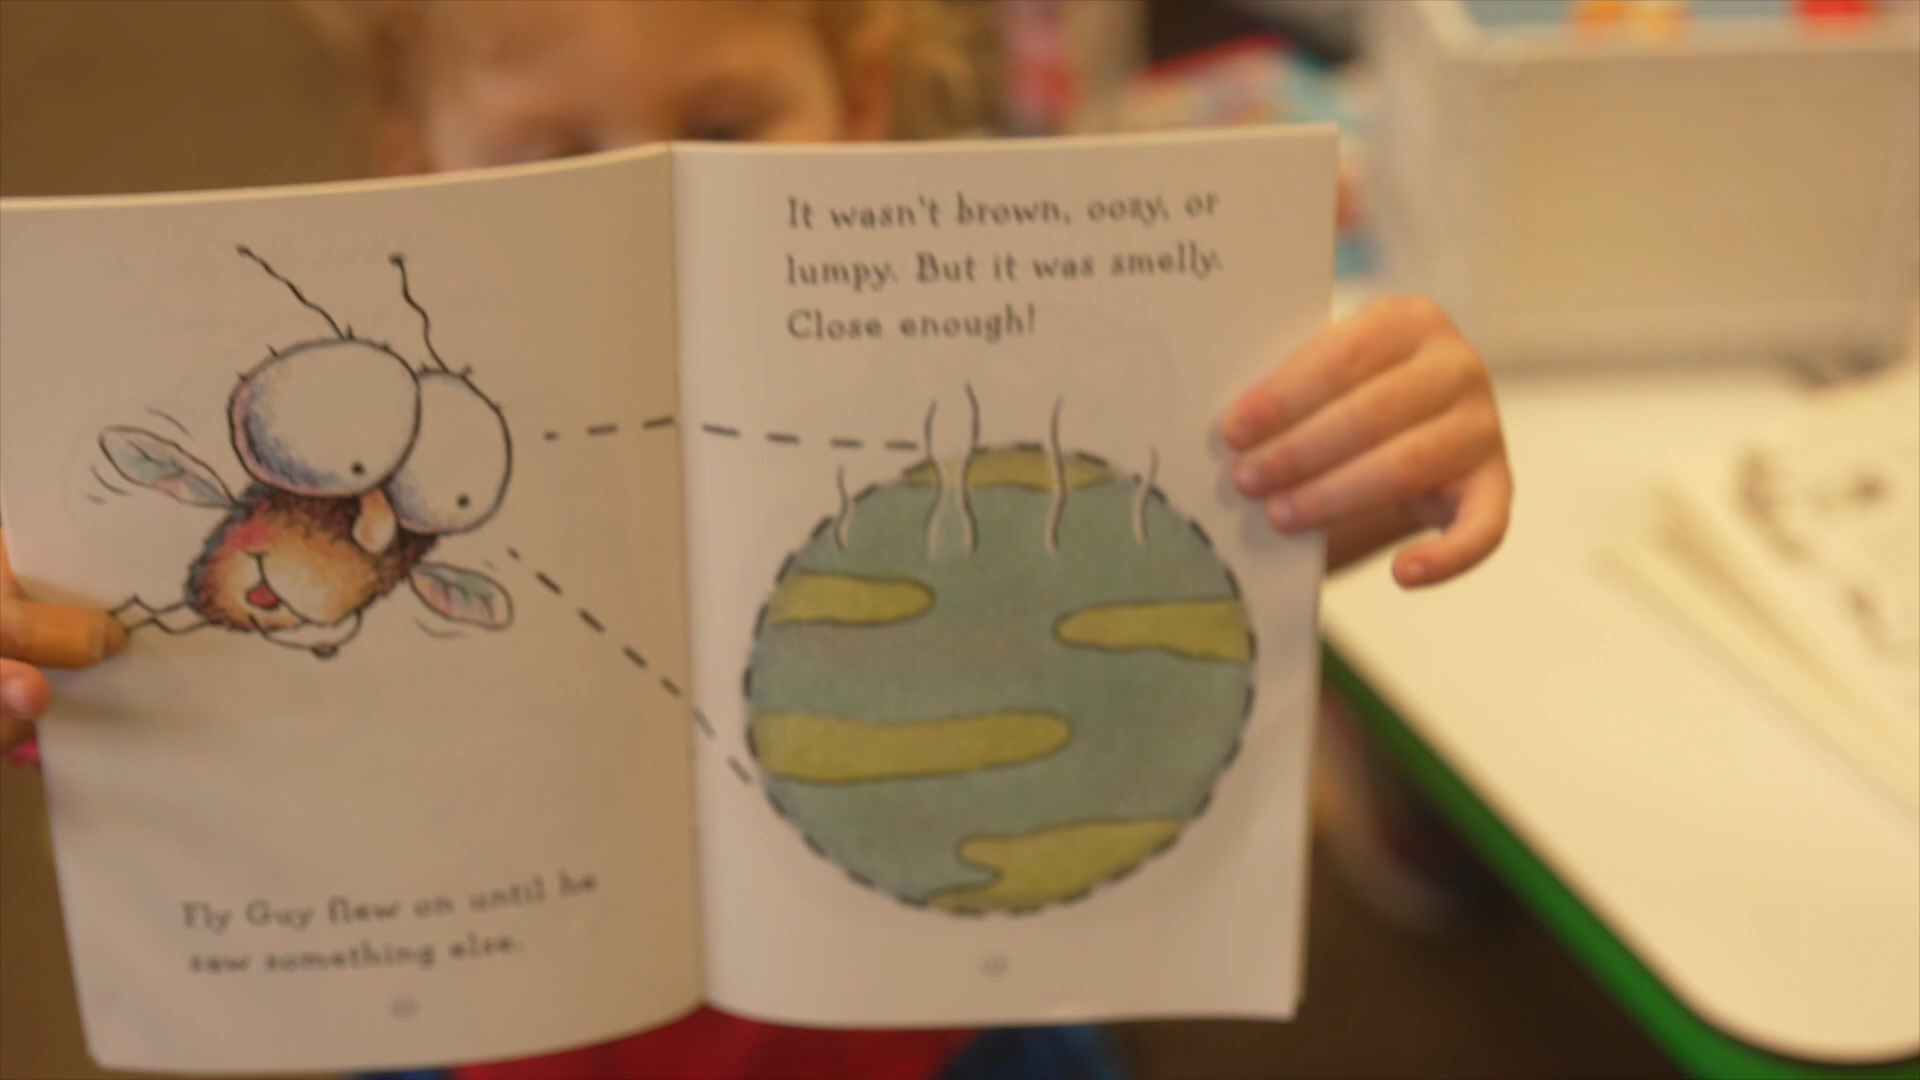 Fly Guy flew on until he
saw something else.
It wasn't brown, oozy, or
lumpy. But it was smelly.
Close enough!